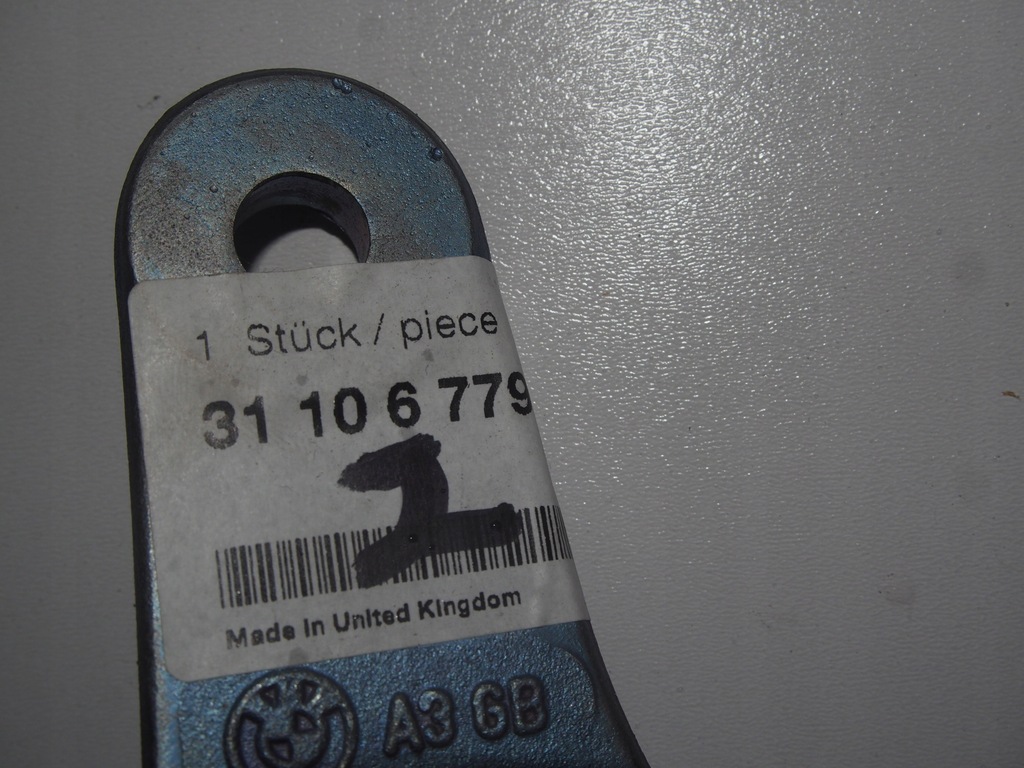 1 Stück / piece
31 10 6 779
2
Made in United Kingdom
A3 6B